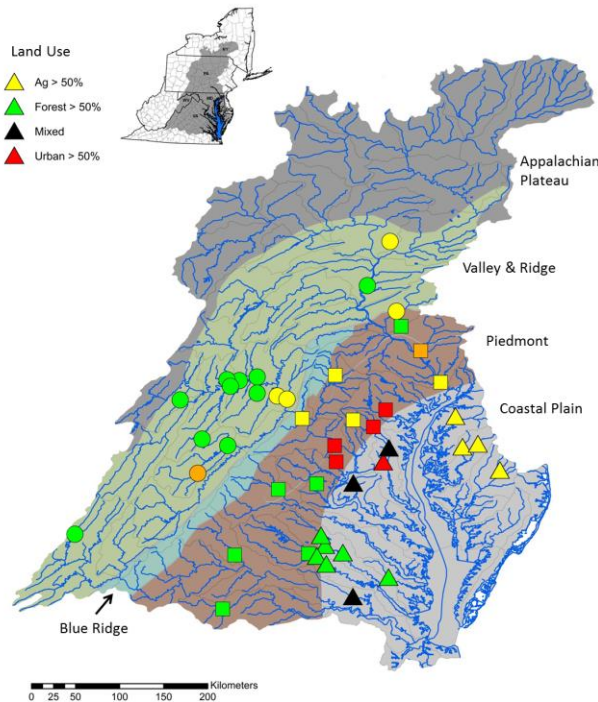 Land Use
Ag > 50%
Forest > 50%
Mixed
Urban > 50%
Appalachian
Plateau
Valley & Ridge
Piedmont
Coastal Plain
Blue Ridge
Kilometers
0 25 50 100 150 200